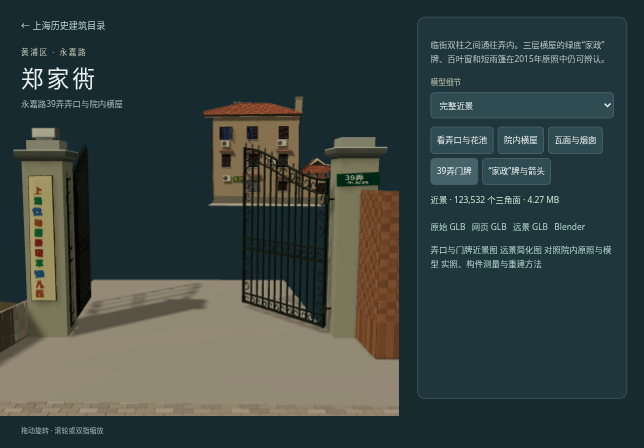 ← 上海历史建筑目录
黄浦区 · 永嘉路
郑家衖
永嘉路39弄弄口与院内横屋
39弄
临街双柱之间通往弄内。三层横屋的绿底“家政”
牌、百叶窗和短雨篷在2015年原照中仍可辨认。
模型细节
完整近景
看弄口与花池
院内横屋
瓦面与烟囱
39弄门牌
“家政”牌与箭头
近景 · 123,532 个三角面 · 4.27 MB
原始 GLB 网页 GLB 远景 GLB Blender
弄口与门牌近景图 远景简化图 对照院内原照与模
型 实照、构件测量与重建方法
拖动旋转 · 滚轮或双指缩放